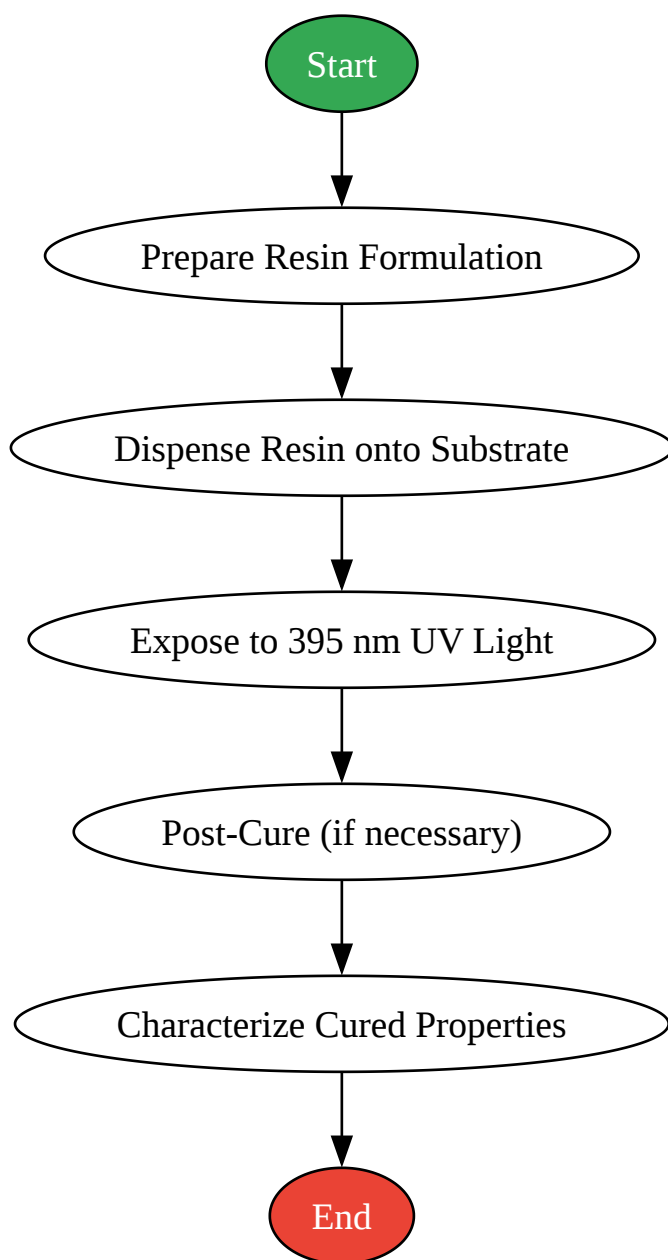 Start
Prepare Resin Formulation
Dispense Resin onto Substrate
Expose to 395 nm UV Light
Post-Cure (if necessary)
Characterize Cured Properties
End